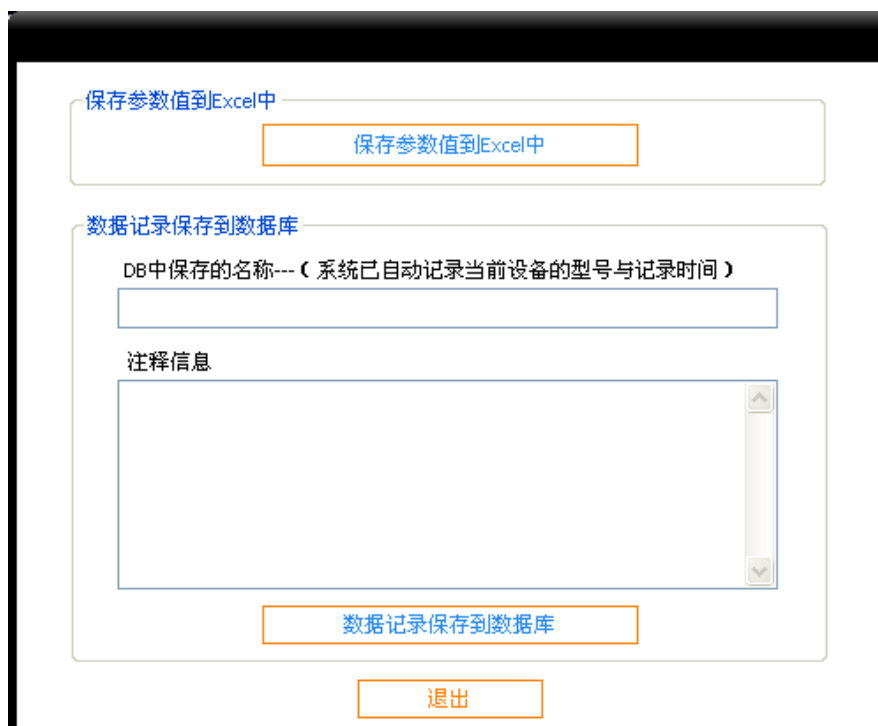 保存参数值到Excel中
保存参数值到Excel中
数据记录保存到数据库
DB中保存的名称---(系统已自动记录当前设备的型号与记录时间)
注释信息
数据记录保存到数据库
退出